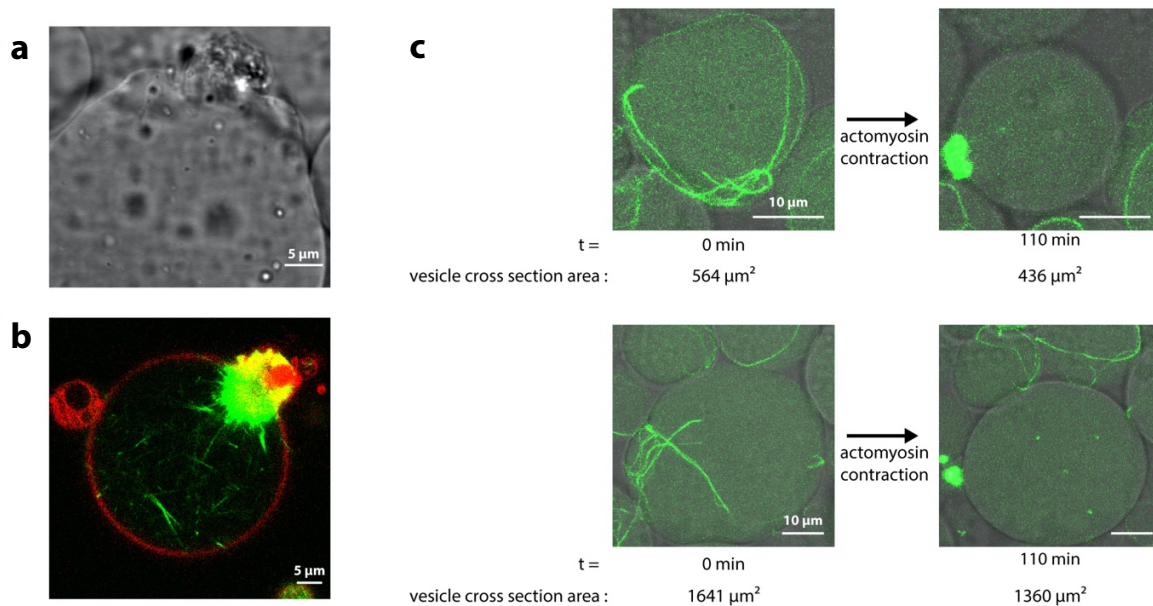 a
5 μm
b
5 μm
c
10 μm
actomyosin
contraction
t =
0 min
110 min
vesicle cross section area :
564 μm²
436 μm²
10 μm
actomyosin
contraction
t =
0 min
110 min
vesicle cross section area :
1641 μm²
1360 μm²